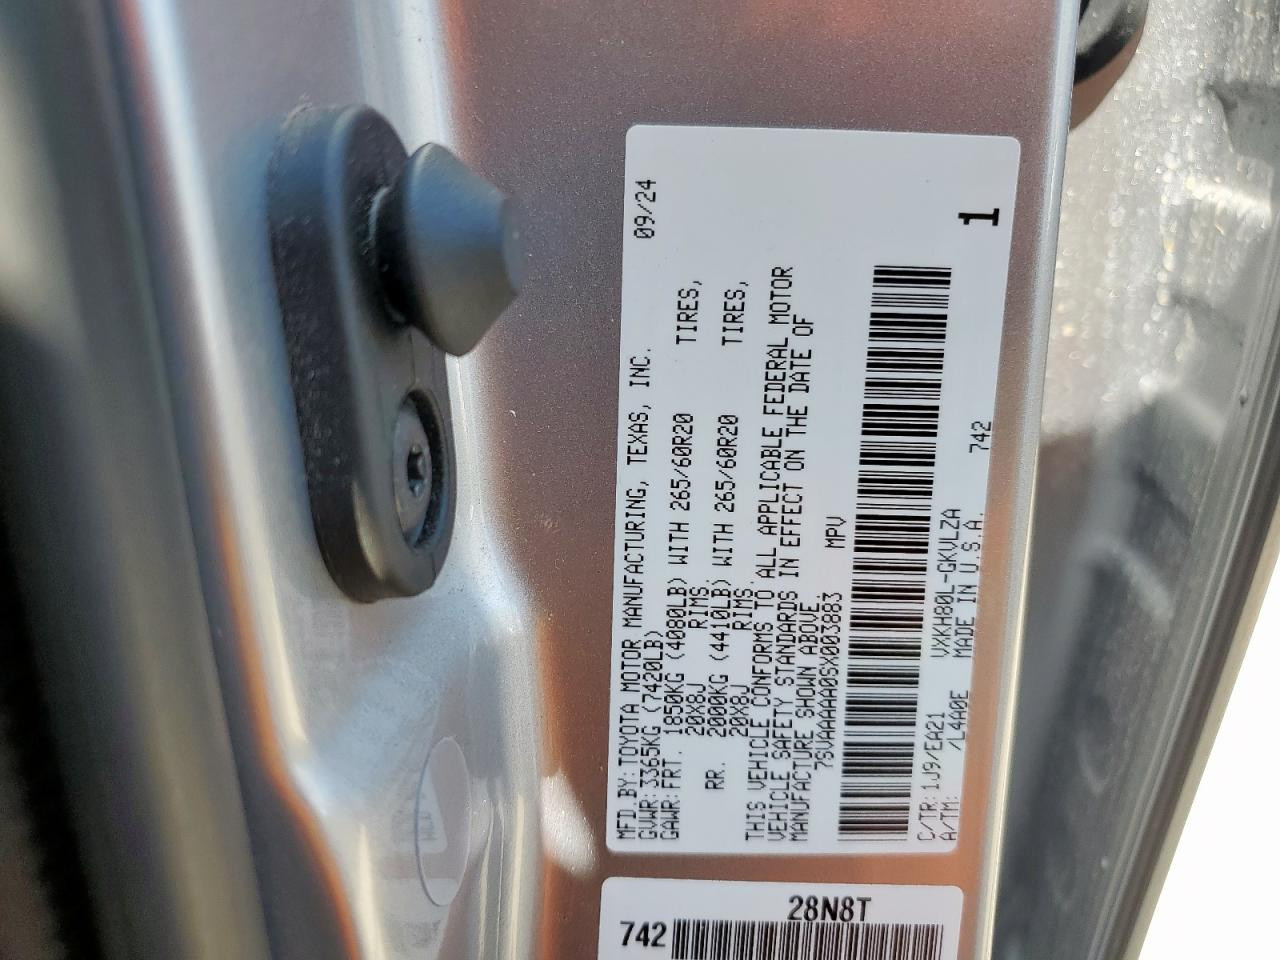 09/24
MFD BY: TOYOTA MOTOR MANUFACTURING, TEXAS, INC.
GVWR: 3365KG (7420LB)
GAWR: FRT. 1850KG (4080LB) WITH 265/60R20 TIRES,
20X8J RIMS.
RR. 2000KG (4410LB) WITH 265/60R20 TIRES,
20X8J RIMS.
THIS VEHICLE CONFORMS TO ALL APPLICABLE FEDERAL MOTOR
VEHICLE SAFETY STANDARDS IN EFFECT ON THE DATE OF
MANUFACTURE SHOWN ABOVE.
7SVAAAAA0SX003883 MPV
C/TR: 1J9/EA21 VXKH80L-GKVLZA 742
A/TM: /L4A0E MADE IN U.S.A.
1
28N8T
742